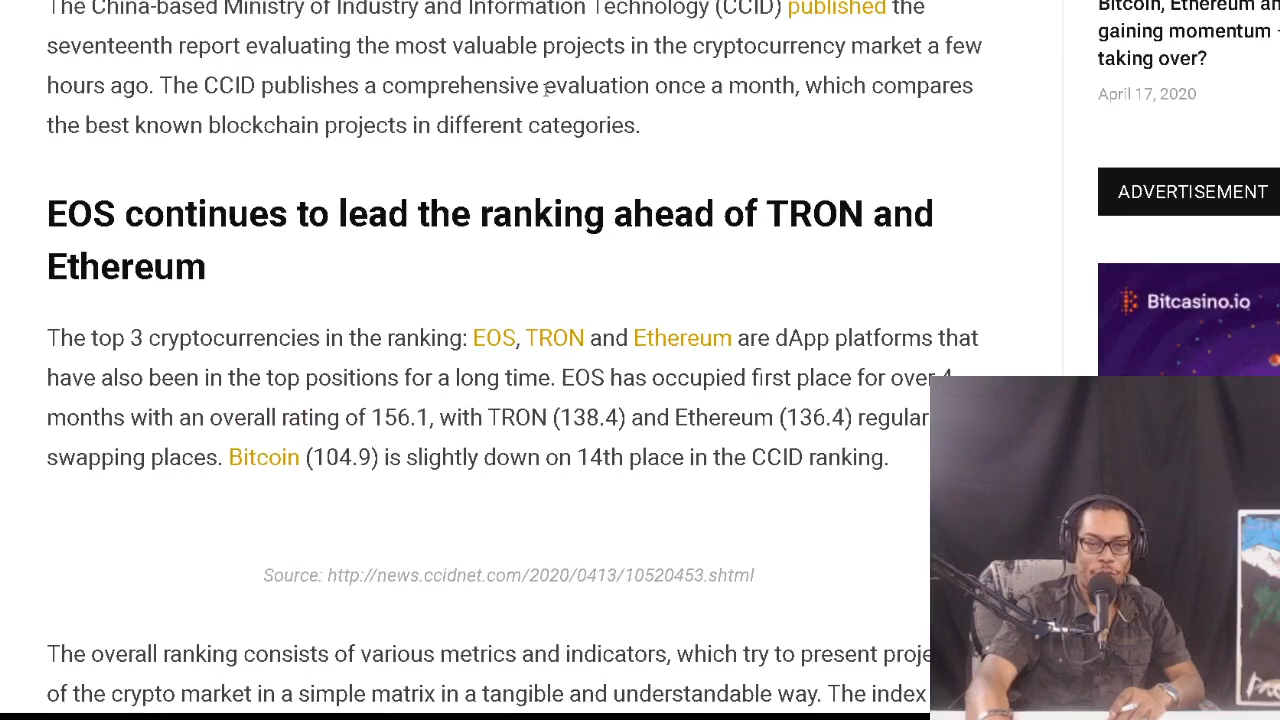 The China-based Ministry of Industry and Information Technology (CCID) published the
seventeenth report evaluating the most valuable projects in the cryptocurrency market a few
hours ago. The CCID publishes a comprehensive evaluation once a month, which compares
the best known blockchain projects in different categories.
EOS continues to lead the ranking ahead of TRON and
Ethereum
The top 3 cryptocurrencies in the ranking: EOS, TRON and Ethereum are dApp platforms that
have also been in the top positions for a long time. EOS has occupied first place for over 4
months with an overall rating of 156.1, with TRON (138.4) and Ethereum (136.4) regular
swapping places. Bitcoin (104.9) is slightly down on 14th place in the CCID ranking.
Source: http://news.ccidnet.com/2020/0413/10520453.shtml
The overall ranking consists of various metrics and indicators, which try to present proje
of the crypto market in a simple matrix in a tangible and understandable way. The index
Bitcoin, Ethereum an
gaining momentum -
taking over?
April 17, 2020
ADVERTISEMENT
Bitcasino.io